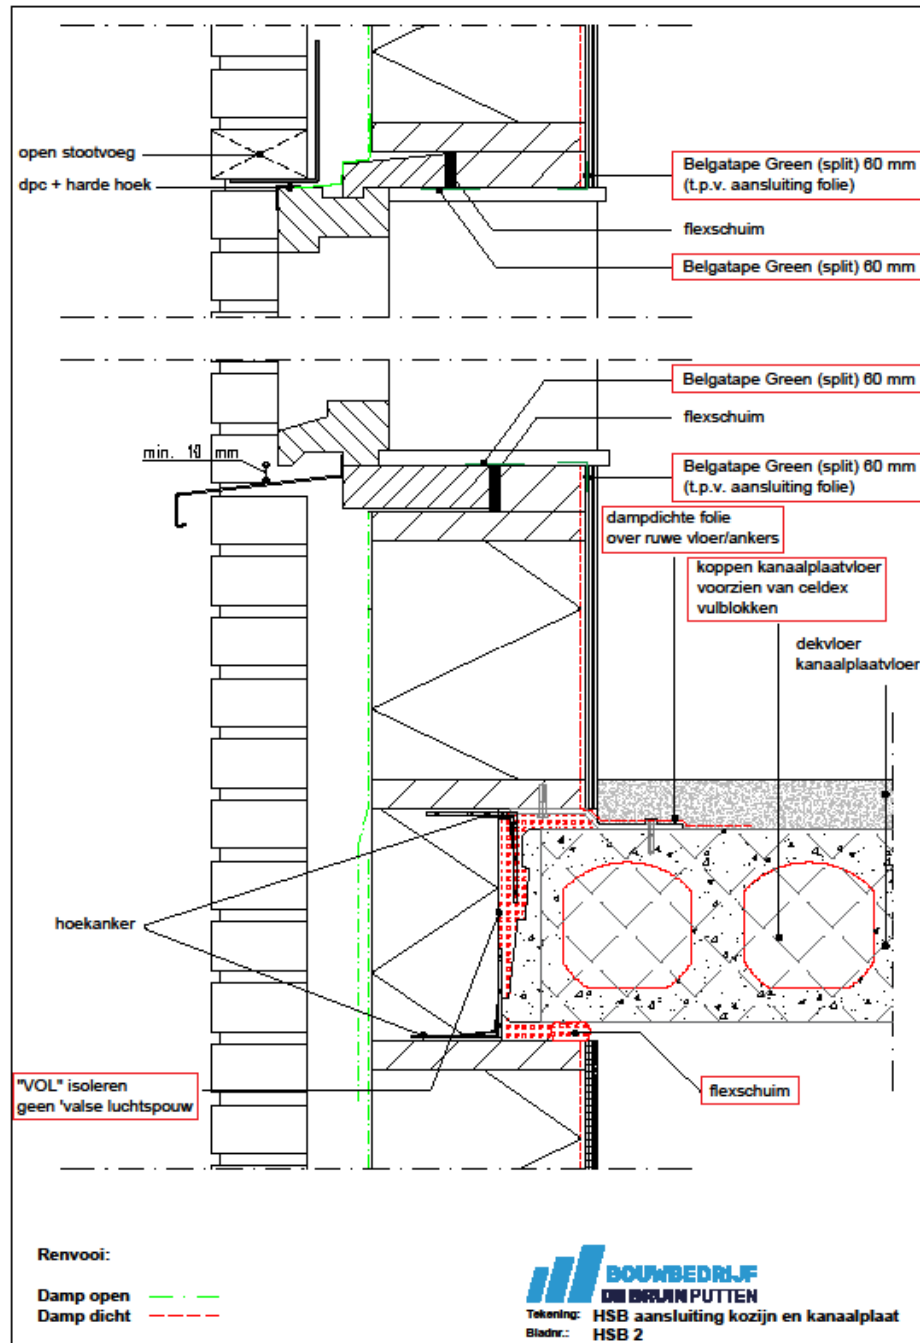 open stootvoeg
dpc + harde hoek
Belgatape Green (split) 60 mm
(t.p.v. aansluiting folie)
flexschuim
Belgatape Green (split) 60 mm
Belgatape Green (split) 60 mm
flexschuim
min. 10 mm
Belgatape Green (split) 60 mm
(t.p.v. aansluiting folie)
dampdichte folie
over ruwe vloer/ankers
koppen kanaalplaatvloer
voorzien van celdex
vulblokken
dekvloer
kanaalplaatvloer
hoekanker
"VOL" isoleren
geen 'valse luchtspouw
flexschuim
Renvooi:
Damp open
Damp dicht
BOUWBEDRIJF
DE BRUIN PUTTEN
Tekening: HSB aansluiting kozijn en kanaalplaat
Bladnr.: HSB 2